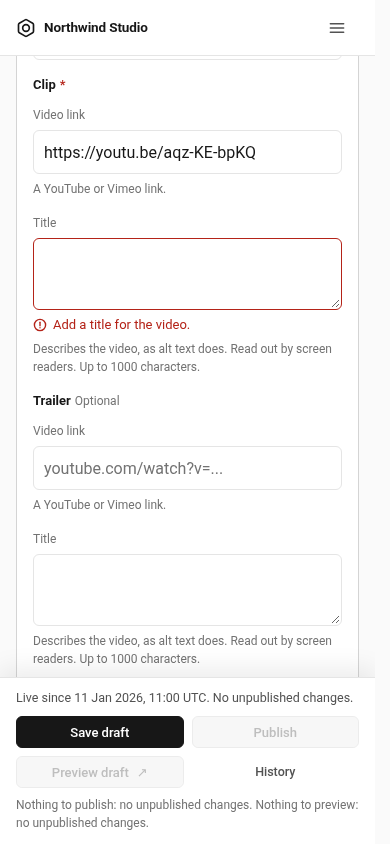 Northwind Studio
Clip *
Video link
https://youtu.be/aqz-KE-bpKQ
A YouTube or Vimeo link.
Title
Add a title for the video.
Describes the video, as alt text does. Read out by screen
readers. Up to 1000 characters.
Trailer Optional
Video link
youtube.com/watch?v=...
A YouTube or Vimeo link.
Title
Describes the video, as alt text does. Read out by screen
readers. Up to 1000 characters.
Live since 11 Jan 2026, 11:00 UTC. No unpublished changes.
Save draft
Publish
Preview draft ↗
History
Nothing to publish: no unpublished changes. Nothing to preview:
no unpublished changes.